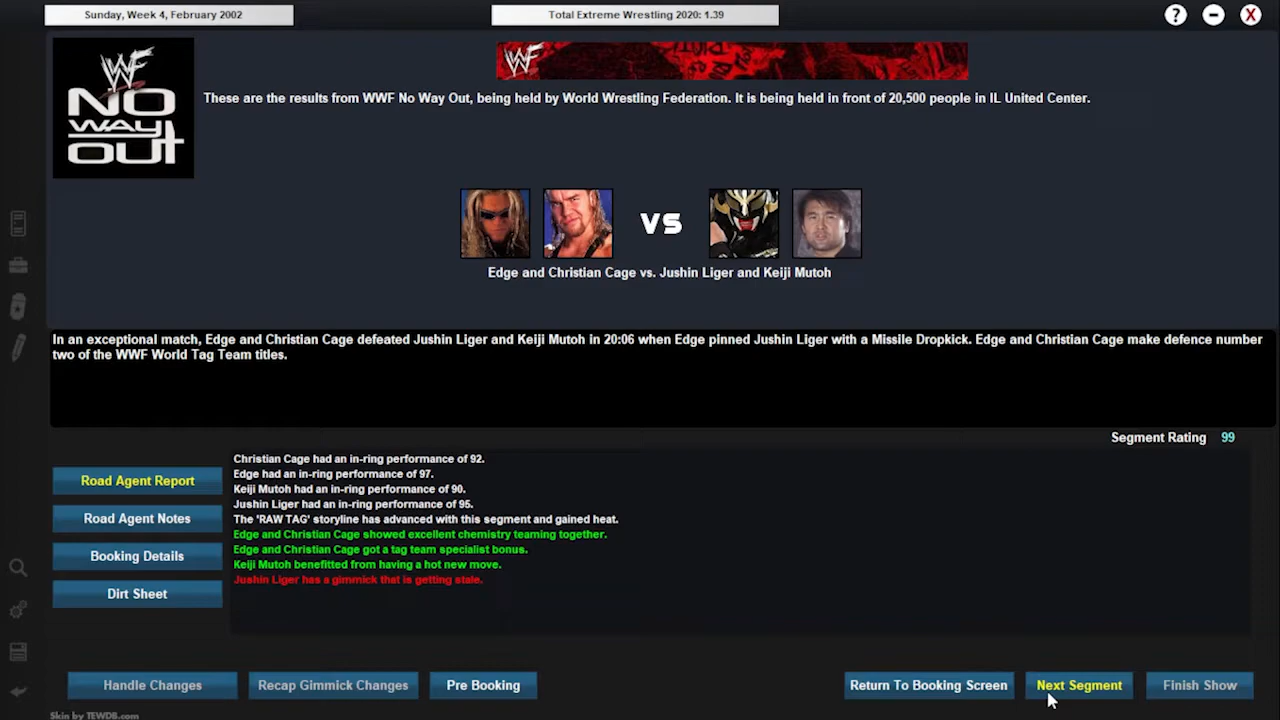 Sunday, Week 4, February 2002
Total Extreme Wrestling 2020: 1.39
?
X
WF
NO
WAY
OUT
These are the results from WWF No Way Out, being held by World Wrestling Federation. It is being held in front of 20,500 people in IL United Center.
VS
Edge and Christian Cage vs. Jushin Liger and Keiji Mutoh
In an exceptional match, Edge and Christian Cage defeated Jushin Liger and Keiji Mutoh in 20:06 when Edge pinned Jushin Liger with a Missile Dropkick. Edge and Christian Cage make defence number
two of the WWF World Tag Team titles.
Segment Rating 99
Road Agent Report
Road Agent Notes
Booking Details
Dirt Sheet
Christian Cage had an in-ring performance of 92.
Edge had an in-ring performance of 97.
Keiji Mutoh had an in-ring performance of 90.
Jushin Liger had an in-ring performance of 95.
The 'RAW TAG' storyline has advanced with this segment and gained heat.
Edge and Christian Cage showed excellent chemistry teaming together.
Edge and Christian Cage got a tag team specialist bonus.
Keiji Mutoh benefitted from having a hot new move.
Jushin Liger has a gimmick that is getting stale.
Handle Changes
Recap Gimmick Changes
Pre Booking
Return To Booking Screen
Next Segment
Finish Show
Skin by TEWDB.com